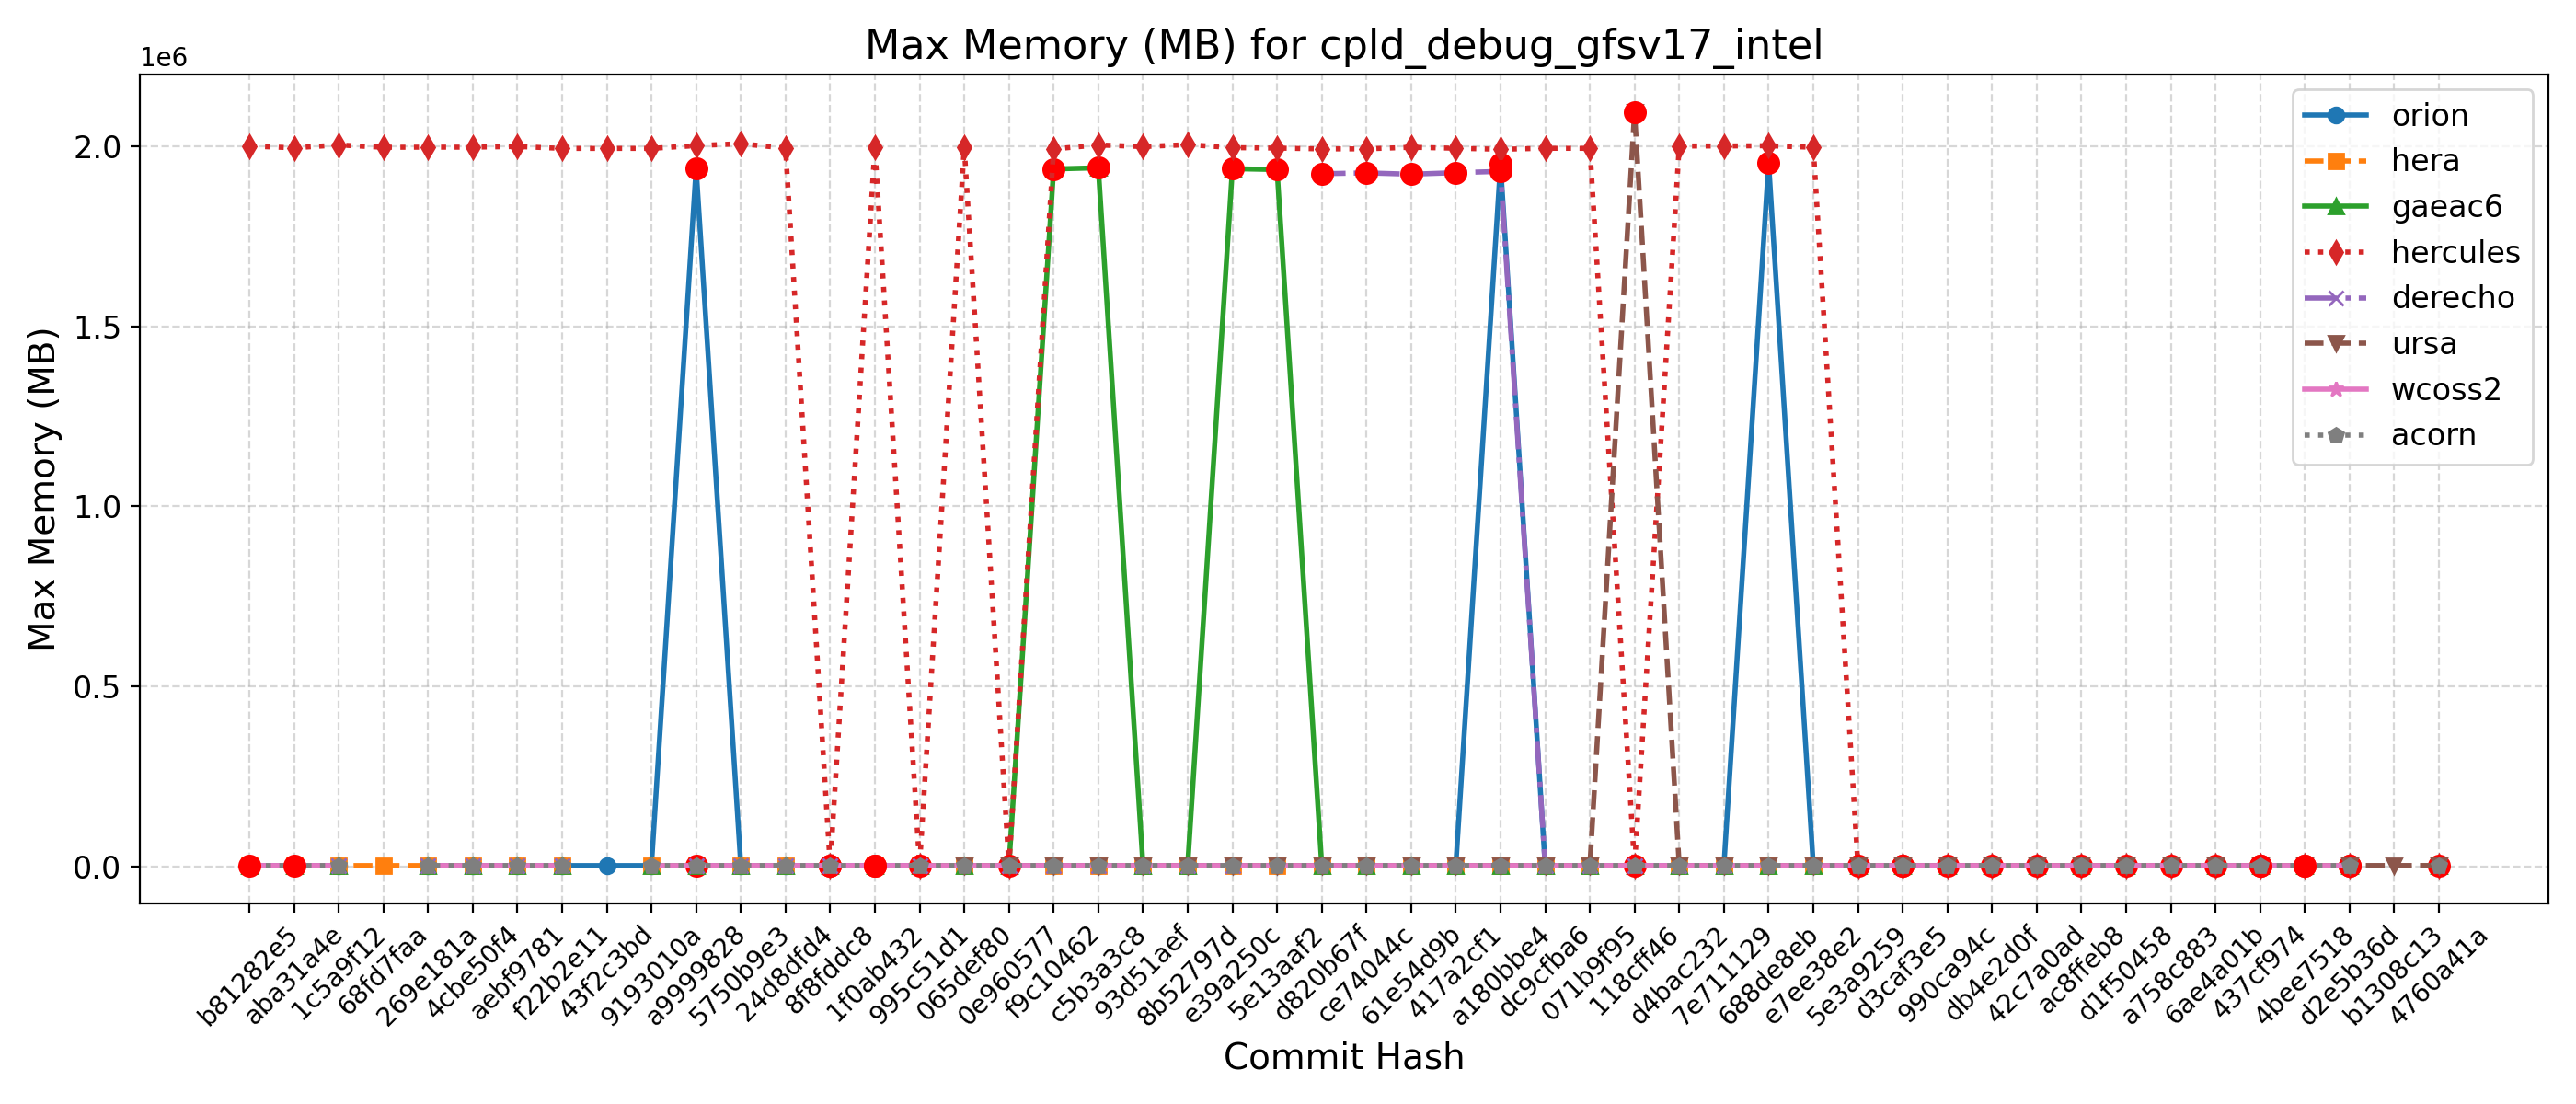 Max Memory (MB) for cpld_debug_gfsv17_intel
1e6
Max Memory (MB)
2.0
1.5
1.0
0.5
0.0
orion
hera
gaeac6
hercules
derecho
ursa
wcoss2
acorn
b81282e5
aba31a4e
1c5a9f12
68fd7faa
269e181a
4cbe50f4
aebf9781
f22b2e11
43f2c3bd
9193010a
a9999828
5750b9e3
24d8dfd4
8f8fddc8
1f0ab432
995c51d1
065def80
0e960577
f9c10462
c5b3a3c8
93d51aef
8b52797d
e39a250c
5e13aaf2
d820b67f
ce74044c
61e54d9b
417a2cf1
a180bbe4
dc9cfba6
071b9f95
118cff46
d4bac232
7e711129
688de8eb
e7ee38e2
5e3a9259
d3caf3e5
990ca94c
db4e2d0f
42c7a0ad
ac8ffeb8
d1f50458
a758c883
6ae4a01b
437cf974
4bee7518
d2e5b36d
b1308c13
4760a41a
Commit Hash